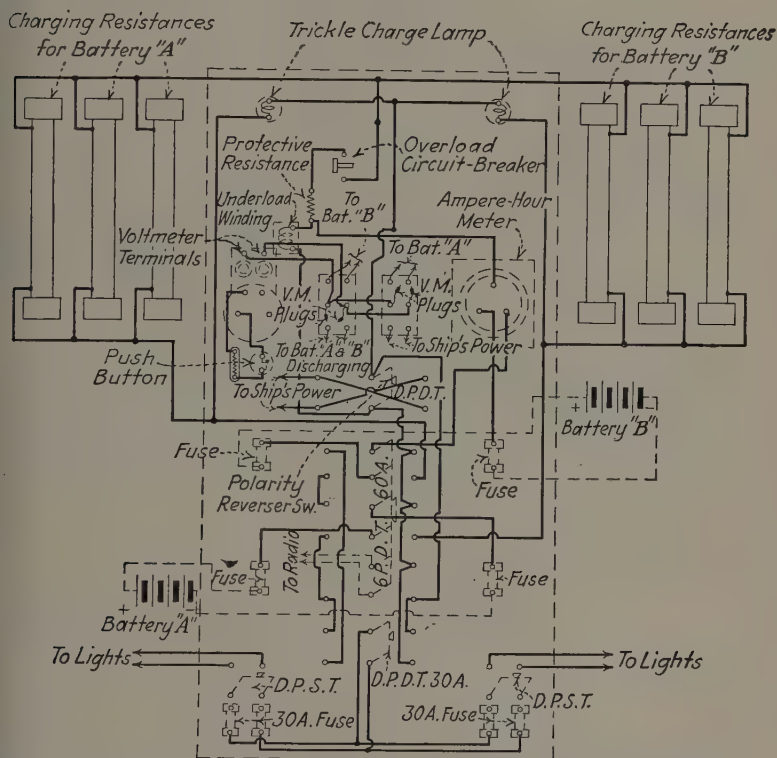 Charging Resistances
for Battery "A"
Trickle Charge Lamp
Charging Resistances
for Battery "B"
Protective
Resistance
Overload
Circuit-Breaker
Underload
Winding
To
Bat. "B"
Ampere-Hour
Meter
Voltmeter
Terminals
To Bat. "A"
V.M.
Plugs
V.M.
Plugs
Push
Button
To Bat. "A" & "B"
Discharging
To Ship's Power
To Ship's Power
D.P.D.T.
Battery "B"
+
Fuse
Fuse
Polarity
Reverser Sw.
60A.
6 P. D. T.
To Radio
Fuse
Fuse
Battery "A"
+
To Lights
To Lights
D.P.S.T.
D.P.D.T. 30A.
D.P.S.T.
30A. Fuse
30A. Fuse